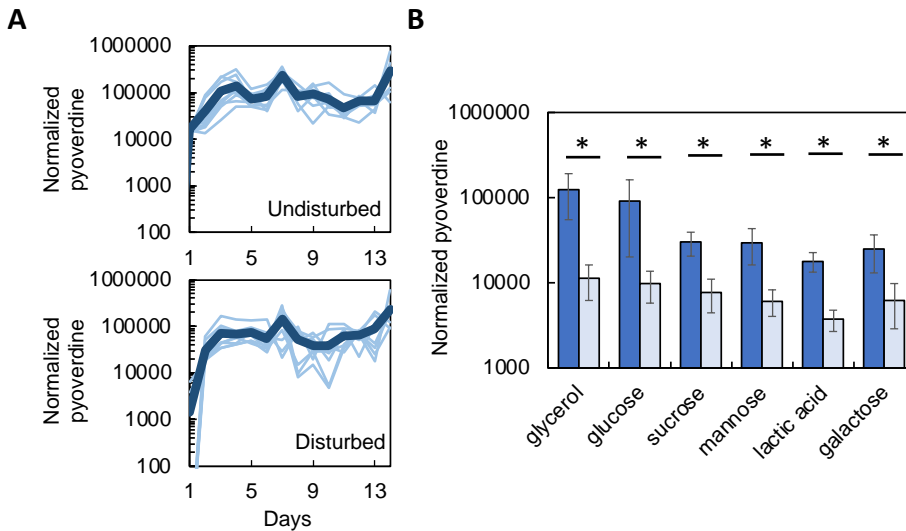 A
Normalized
pyoverdine
1000000
100000
10000
1000
100
Undisturbed
1 5 9 13
Normalized
pyoverdine
1000000
100000
10000
1000
100
Disturbed
1 5 9 13
Days
B
Normalized pyoverdine
1000000
100000
10000
1000
* * * * * *
glycerol
glucose
sucrose
mannose
lactic acid
galactose